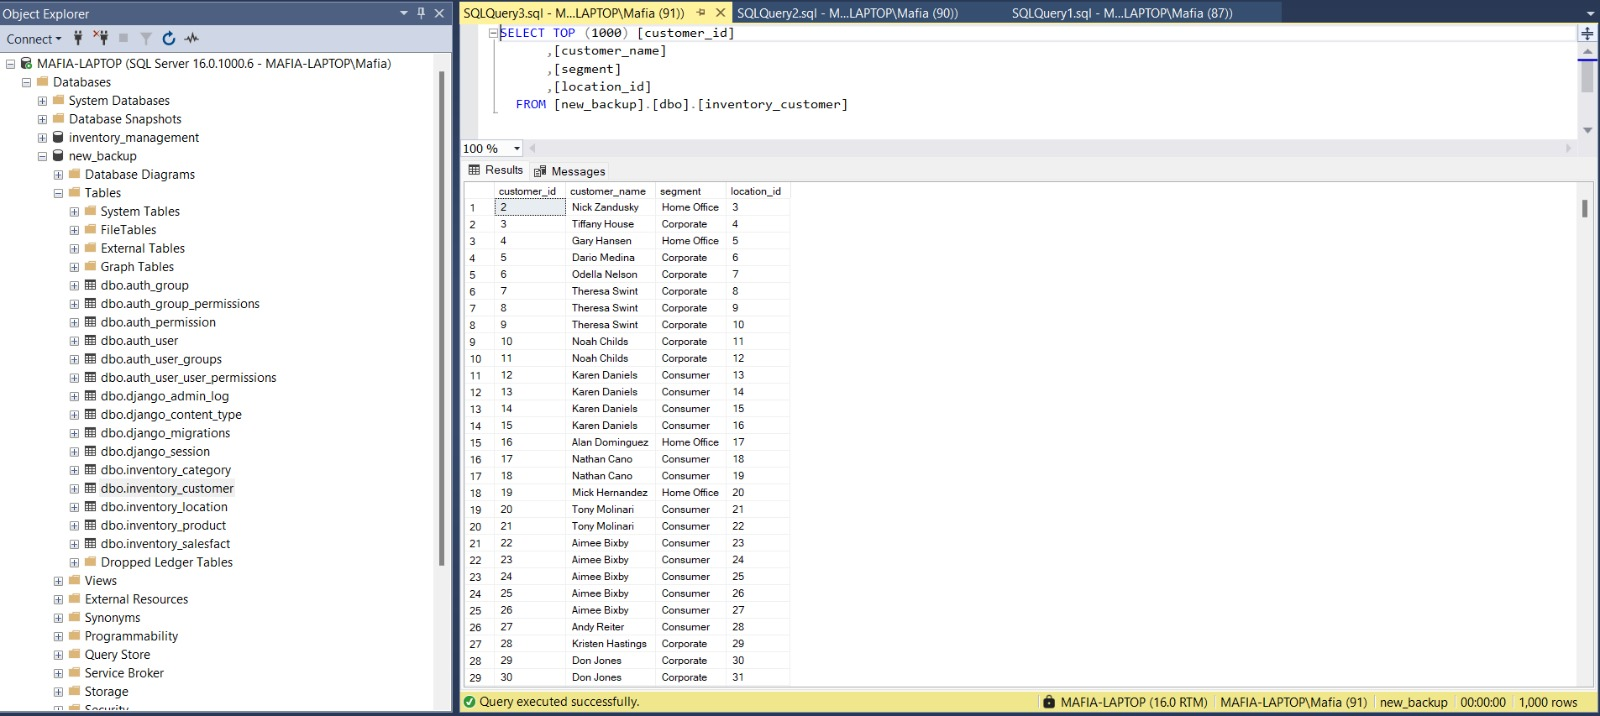 Object Explorer
Connect
MAFIA-LAPTOP (SQL Server 16.0.1000.6 - MAFIA-LAPTOP\Mafia)
Databases
System Databases
Database Snapshots
inventory_management
new_backup
Database Diagrams
Tables
System Tables
FileTables
External Tables
Graph Tables
dbo.auth_group
dbo.auth_group_permissions
dbo.auth_permission
dbo.auth_user
dbo.auth_user_groups
dbo.auth_user_user_permissions
dbo.django_admin_log
dbo.django_content_type
dbo.django_migrations
dbo.django_session
dbo.inventory_category
dbo.inventory_customer
dbo.inventory_location
dbo.inventory_product
dbo.inventory_salesfact
Dropped Ledger Tables
Views
External Resources
Synonyms
Programmability
Query Store
Service Broker
Storage
Security
SQLQuery3.sql - M...LAPTOP\Mafia (91)) SQLQuery2.sql - M...LAPTOP\Mafia (90)) SQLQuery1.sql - M...LAPTOP\Mafia (87))
SELECT TOP (1000) [customer_id]
,[customer_name]
,[segment]
,[location_id]
FROM [new_backup].[dbo].[inventory_customer]
100 %
Results Messages
customer_id customer_name segment location_id
1 2 Nick Zandusky Home Office 3
2 3 Tiffany House Corporate 4
3 4 Gary Hansen Home Office 5
4 5 Dario Medina Corporate 6
5 6 Odella Nelson Corporate 7
6 7 Theresa Swint Corporate 8
7 8 Theresa Swint Corporate 9
8 9 Theresa Swint Corporate 10
9 10 Noah Childs Corporate 11
10 11 Noah Childs Corporate 12
11 12 Karen Daniels Consumer 13
12 13 Karen Daniels Consumer 14
13 14 Karen Daniels Consumer 15
14 15 Karen Daniels Consumer 16
15 16 Alan Dominguez Home Office 17
16 17 Nathan Cano Consumer 18
17 18 Nathan Cano Consumer 19
18 19 Mick Hernandez Home Office 20
19 20 Tony Molinari Consumer 21
20 21 Tony Molinari Consumer 22
21 22 Aimee Bixby Consumer 23
22 23 Aimee Bixby Consumer 24
23 24 Aimee Bixby Consumer 25
24 25 Aimee Bixby Consumer 26
25 26 Aimee Bixby Consumer 27
26 27 Andy Reiter Consumer 28
27 28 Kristen Hastings Corporate 29
28 29 Don Jones Corporate 30
29 30 Don Jones Corporate 31
Query executed successfully. MAFIA-LAPTOP (16.0 RTM) MAFIA-LAPTOP\Mafia (91) new_backup 00:00:00 1,000 rows